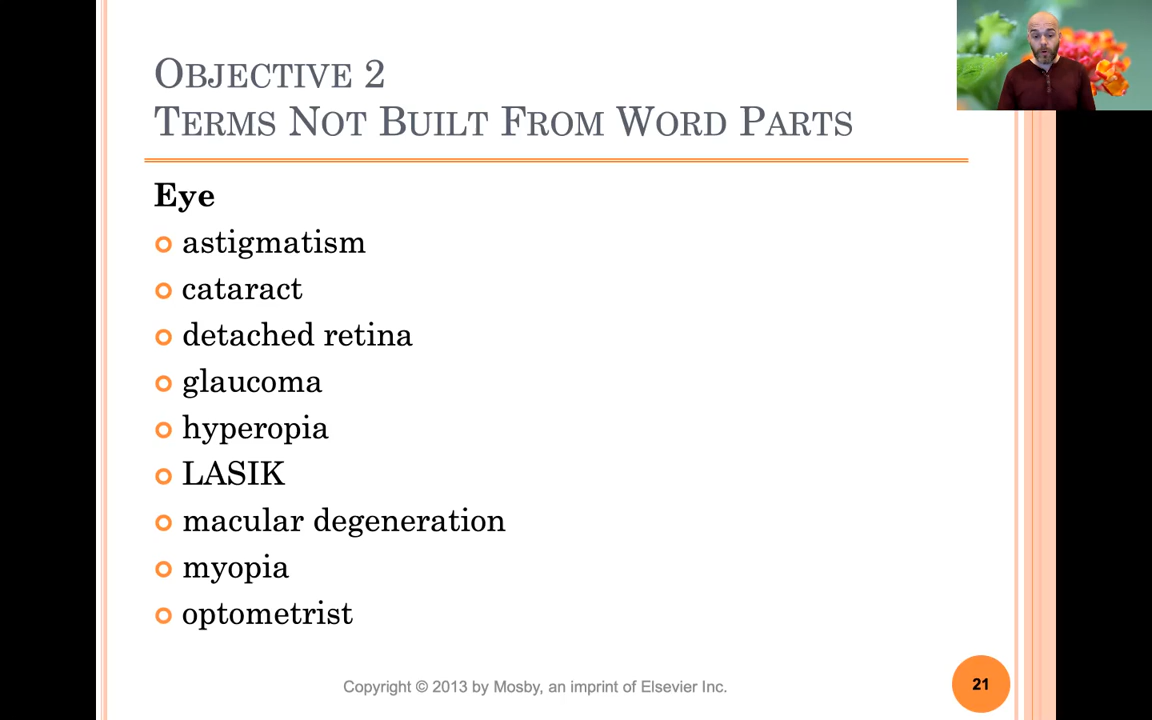 Objective 2
Terms Not Built From Word Parts
Eye
astigmatism
cataract
detached retina
glaucoma
hyperopia
LASIK
macular degeneration
myopia
optometrist
Copyright © 2013 by Mosby, an imprint of Elsevier Inc.
21